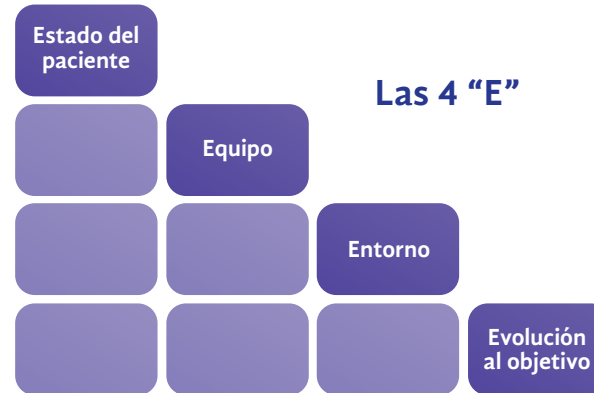 Estado del
paciente
Las 4 “E”
Equipo
Entorno
Evolución
al objetivo